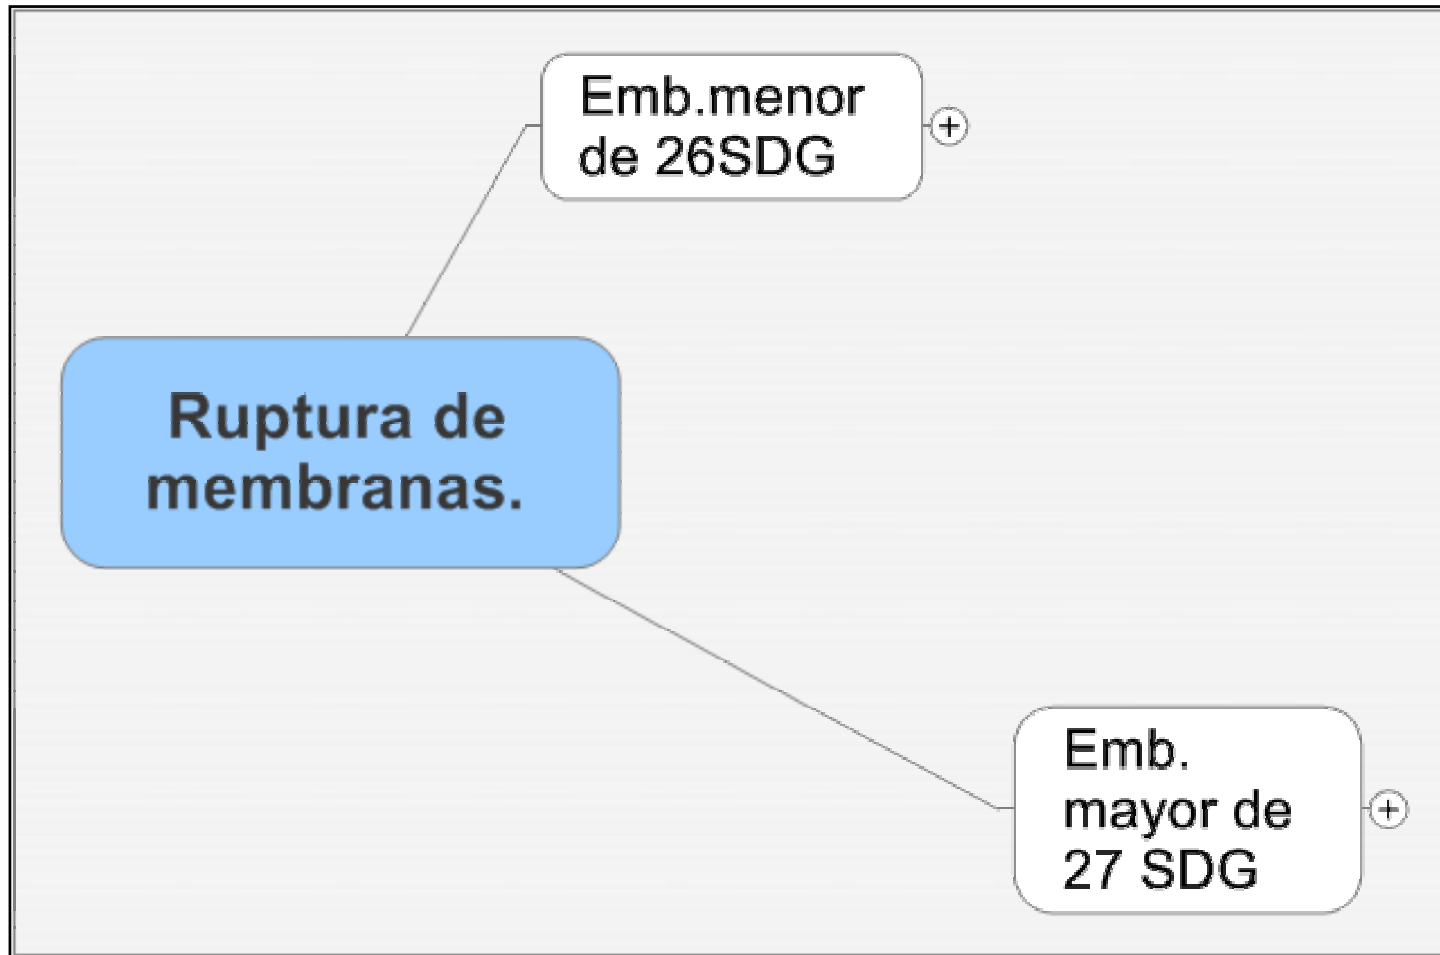 Emb.menor
de 26SDG
Ruptura de
membranas.
Emb.
mayor de
27 SDG